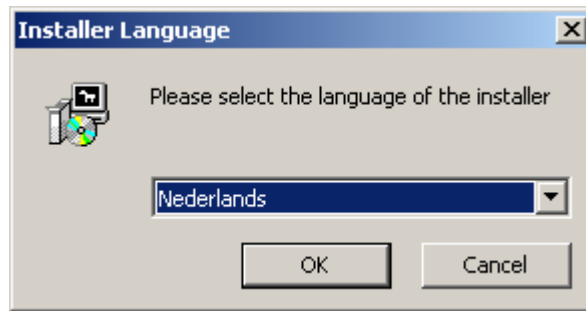 Installer Language
Please select the language of the installer
Nederlands
OK
Cancel